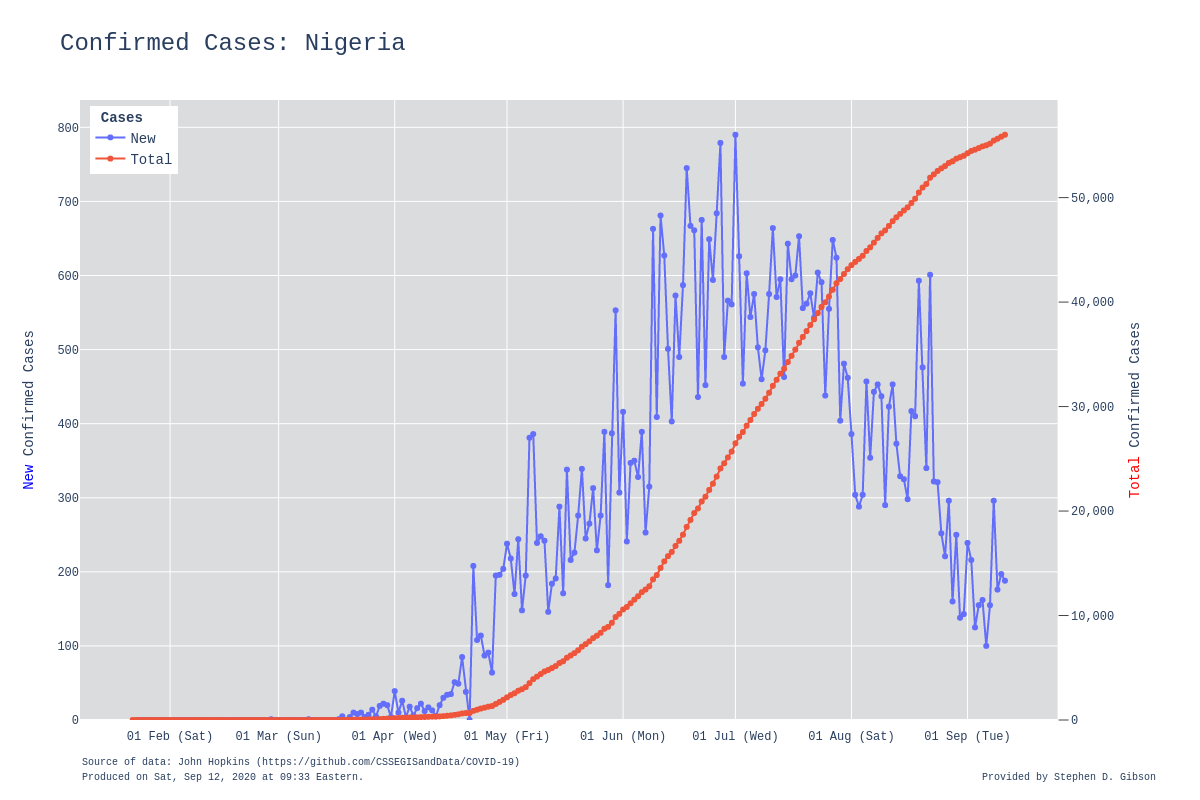 Confirmed Cases: Nigeria
Cases
New
Total
800
700
600
500
400
300
200
100
0
New Confirmed Cases
50,000
40,000
30,000
20,000
10,000
0
Total Confirmed Cases
01 Feb (Sat)
01 Mar (Sun)
01 Apr (Wed)
01 May (Fri)
01 Jun (Mon)
01 Jul (Wed)
01 Aug (Sat)
01 Sep (Tue)
Source of data: John Hopkins (https://github.com/CSSEGISandData/COVID-19)
Produced on Sat, Sep 12, 2020 at 09:33 Eastern.
Provided by Stephen D. Gibson